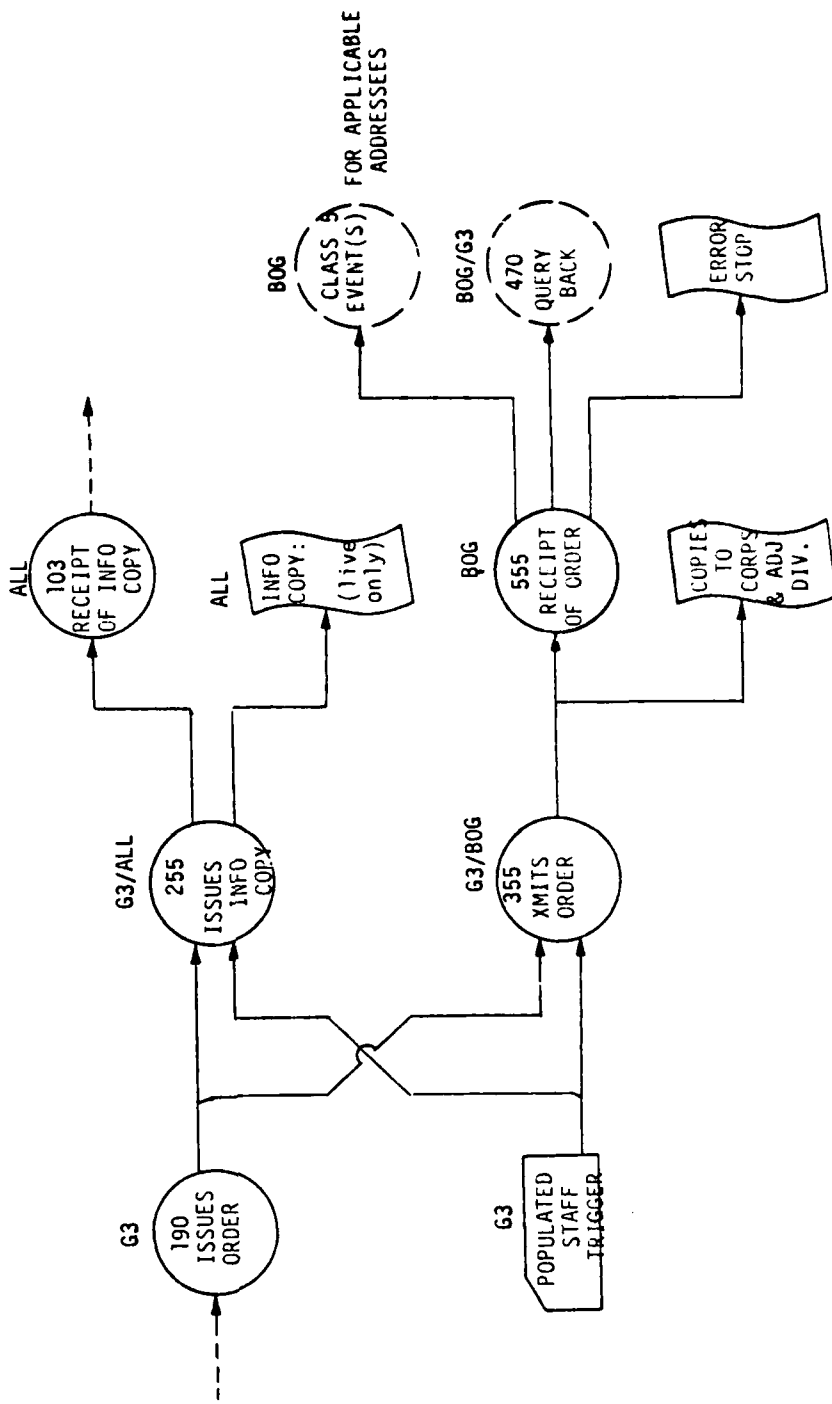 G3
190
ISSUES
ORDER
G3
POPULATED
STAFF
TRIGGER
G3/ALL
255
ISSUES
INFO
COPY
G3/BOG
355
XMITS
ORDER
ALL
103
RECEIPT
OF INFO
COPY
ALL
INFO
COPY:
(live
only)
BOG
555
RECEIPT
OF ORDER
COPIES
TO
CORPS
& ADJ
DIV.
BOG
CLASS 5
EVENT(S)
FOR APPLICABLE
ADDRESSEES
BOG/G3
470
QUERY
BACK
ERROR
STOP